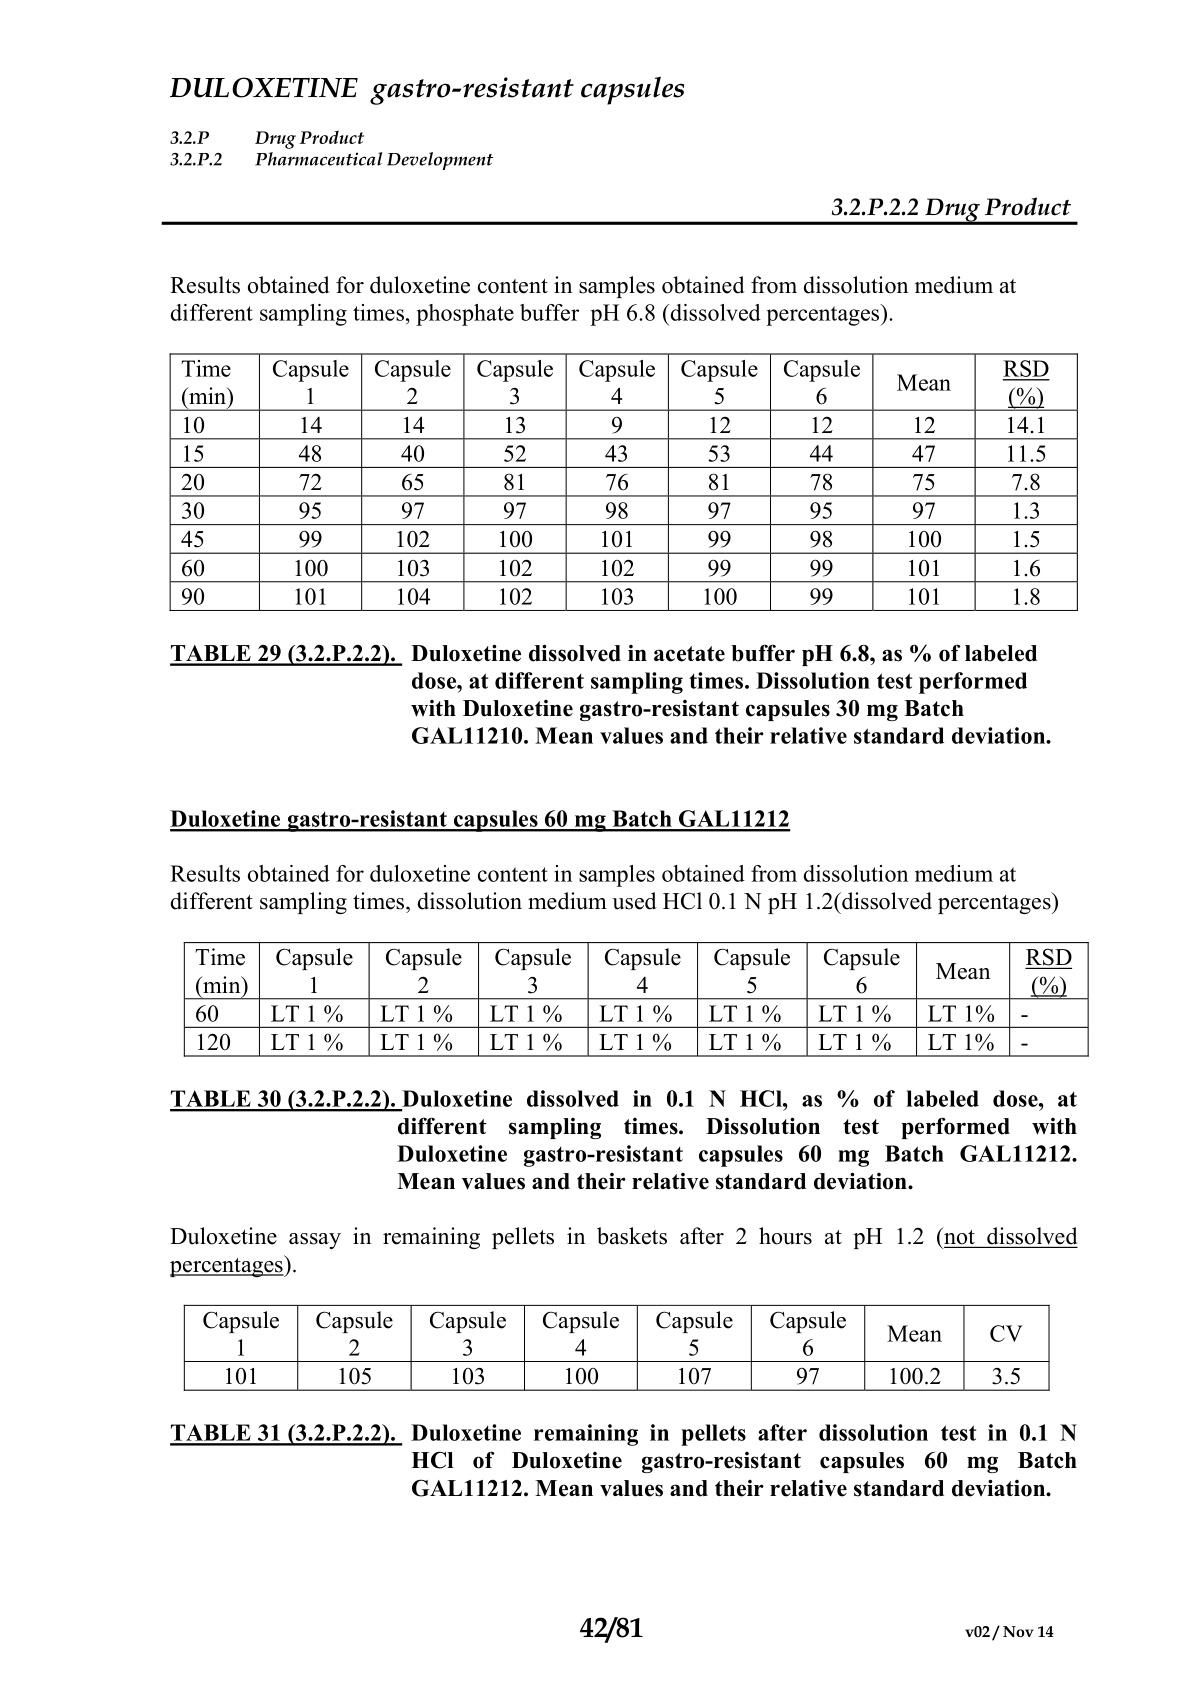 DULOXETINE gastro-resistant capsules
3.2.P Drug Product
3.2.P.2 Pharmaceutical Development
3.2.P.2.2 Drug Product
Results obtained for duloxetine content in samples obtained from dissolution medium at
different sampling times, phosphate buffer pH 6.8 (dissolved percentages).
Time (min) Capsule 1 Capsule 2 Capsule 3 Capsule 4 Capsule 5 Capsule 6 Mean RSD (%)
10 14 14 13 9 12 12 12 14.1
15 48 40 52 43 53 44 47 11.5
20 72 65 81 76 81 78 75 7.8
30 95 97 97 98 97 95 97 1.3
45 99 102 100 101 99 98 100 1.5
60 100 103 102 102 99 99 101 1.6
90 101 104 102 103 100 99 101 1.8
TABLE 29 (3.2.P.2.2). Duloxetine dissolved in acetate buffer pH 6.8, as % of labeled
dose, at different sampling times. Dissolution test performed
with Duloxetine gastro-resistant capsules 30 mg Batch
GAL11210. Mean values and their relative standard deviation.
Duloxetine gastro-resistant capsules 60 mg Batch GAL11212
Results obtained for duloxetine content in samples obtained from dissolution medium at
different sampling times, dissolution medium used HCl 0.1 N pH 1.2(dissolved percentages)
Time (min) Capsule 1 Capsule 2 Capsule 3 Capsule 4 Capsule 5 Capsule 6 Mean RSD (%)
60 LT 1 % LT 1 % LT 1 % LT 1 % LT 1 % LT 1 % LT 1% -
120 LT 1 % LT 1 % LT 1 % LT 1 % LT 1 % LT 1 % LT 1% -
TABLE 30 (3.2.P.2.2). Duloxetine dissolved in 0.1 N HCl, as % of labeled dose, at
different sampling times. Dissolution test performed with
Duloxetine gastro-resistant capsules 60 mg Batch GAL11212.
Mean values and their relative standard deviation.
Duloxetine assay in remaining pellets in baskets after 2 hours at pH 1.2 (not dissolved
percentages).
Capsule 1 Capsule 2 Capsule 3 Capsule 4 Capsule 5 Capsule 6 Mean CV
101 105 103 100 107 97 100.2 3.5
TABLE 31 (3.2.P.2.2). Duloxetine remaining in pellets after dissolution test in 0.1 N
HCl of Duloxetine gastro-resistant capsules 60 mg Batch
GAL11212. Mean values and their relative standard deviation.
42/81
v02 / Nov 14